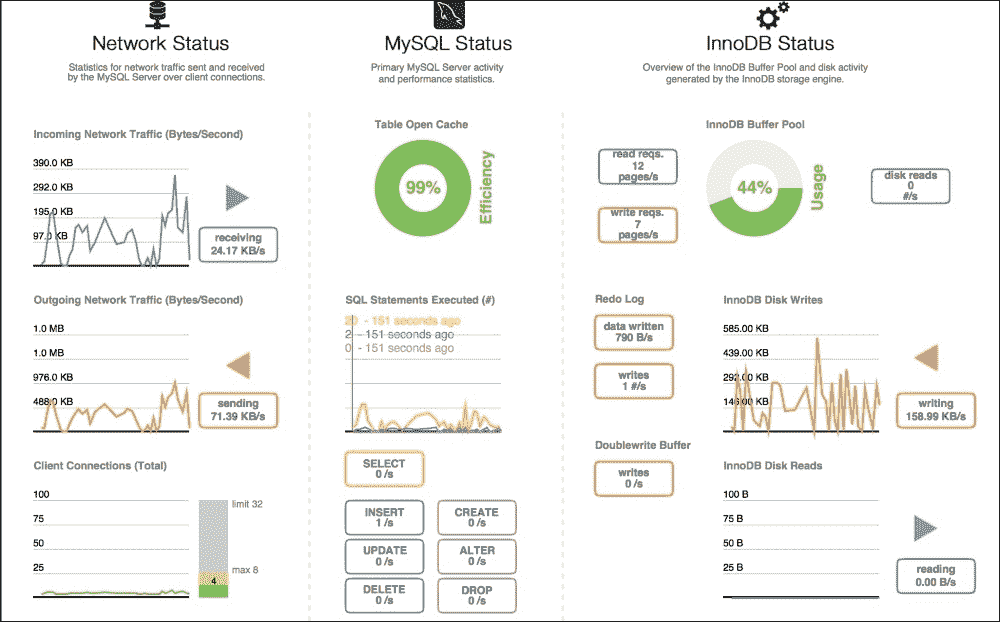 Network Status
Statistics for network traffic sent and received
by the MySQL Server over client connections.
Incoming Network Traffic (Bytes/Second)
390.0 KB
292.0 KB
195.0 KB
97.0 KB
receiving
24.17 KB/s
Outgoing Network Traffic (Bytes/Second)
1.0 MB
1.0 MB
976.0 KB
488.0 KB
sending
71.39 KB/s
Client Connections (Total)
100
75
50
25
limit 32
max 8
4
MySQL Status
Primary MySQL Server activity
and performance statistics.
Table Open Cache
99%
Efficiency
SQL Statements Executed (#)
- 151 seconds ago
2 - 151 seconds ago
0 - 151 seconds ago
SELECT
0 /s
INSERT
1 /s
CREATE
0 /s
UPDATE
0 /s
ALTER
0 /s
DELETE
0 /s
DROP
0 /s
InnoDB Status
Overview of the InnoDB Buffer Pool and disk activity
generated by the InnoDB storage engine.
InnoDB Buffer Pool
read reqs.
12
pages/s
write reqs.
7
pages/s
44%
Usage
disk reads
0
#/s
Redo Log
data written
790 B/s
writes
1 #/s
Doublewrite Buffer
writes
0 /s
InnoDB Disk Writes
585.00 KB
439.00 KB
292.00 KB
146.00 KB
writing
158.99 KB/s
InnoDB Disk Reads
100 B
75 B
50 B
25 B
reading
0.00 B/s